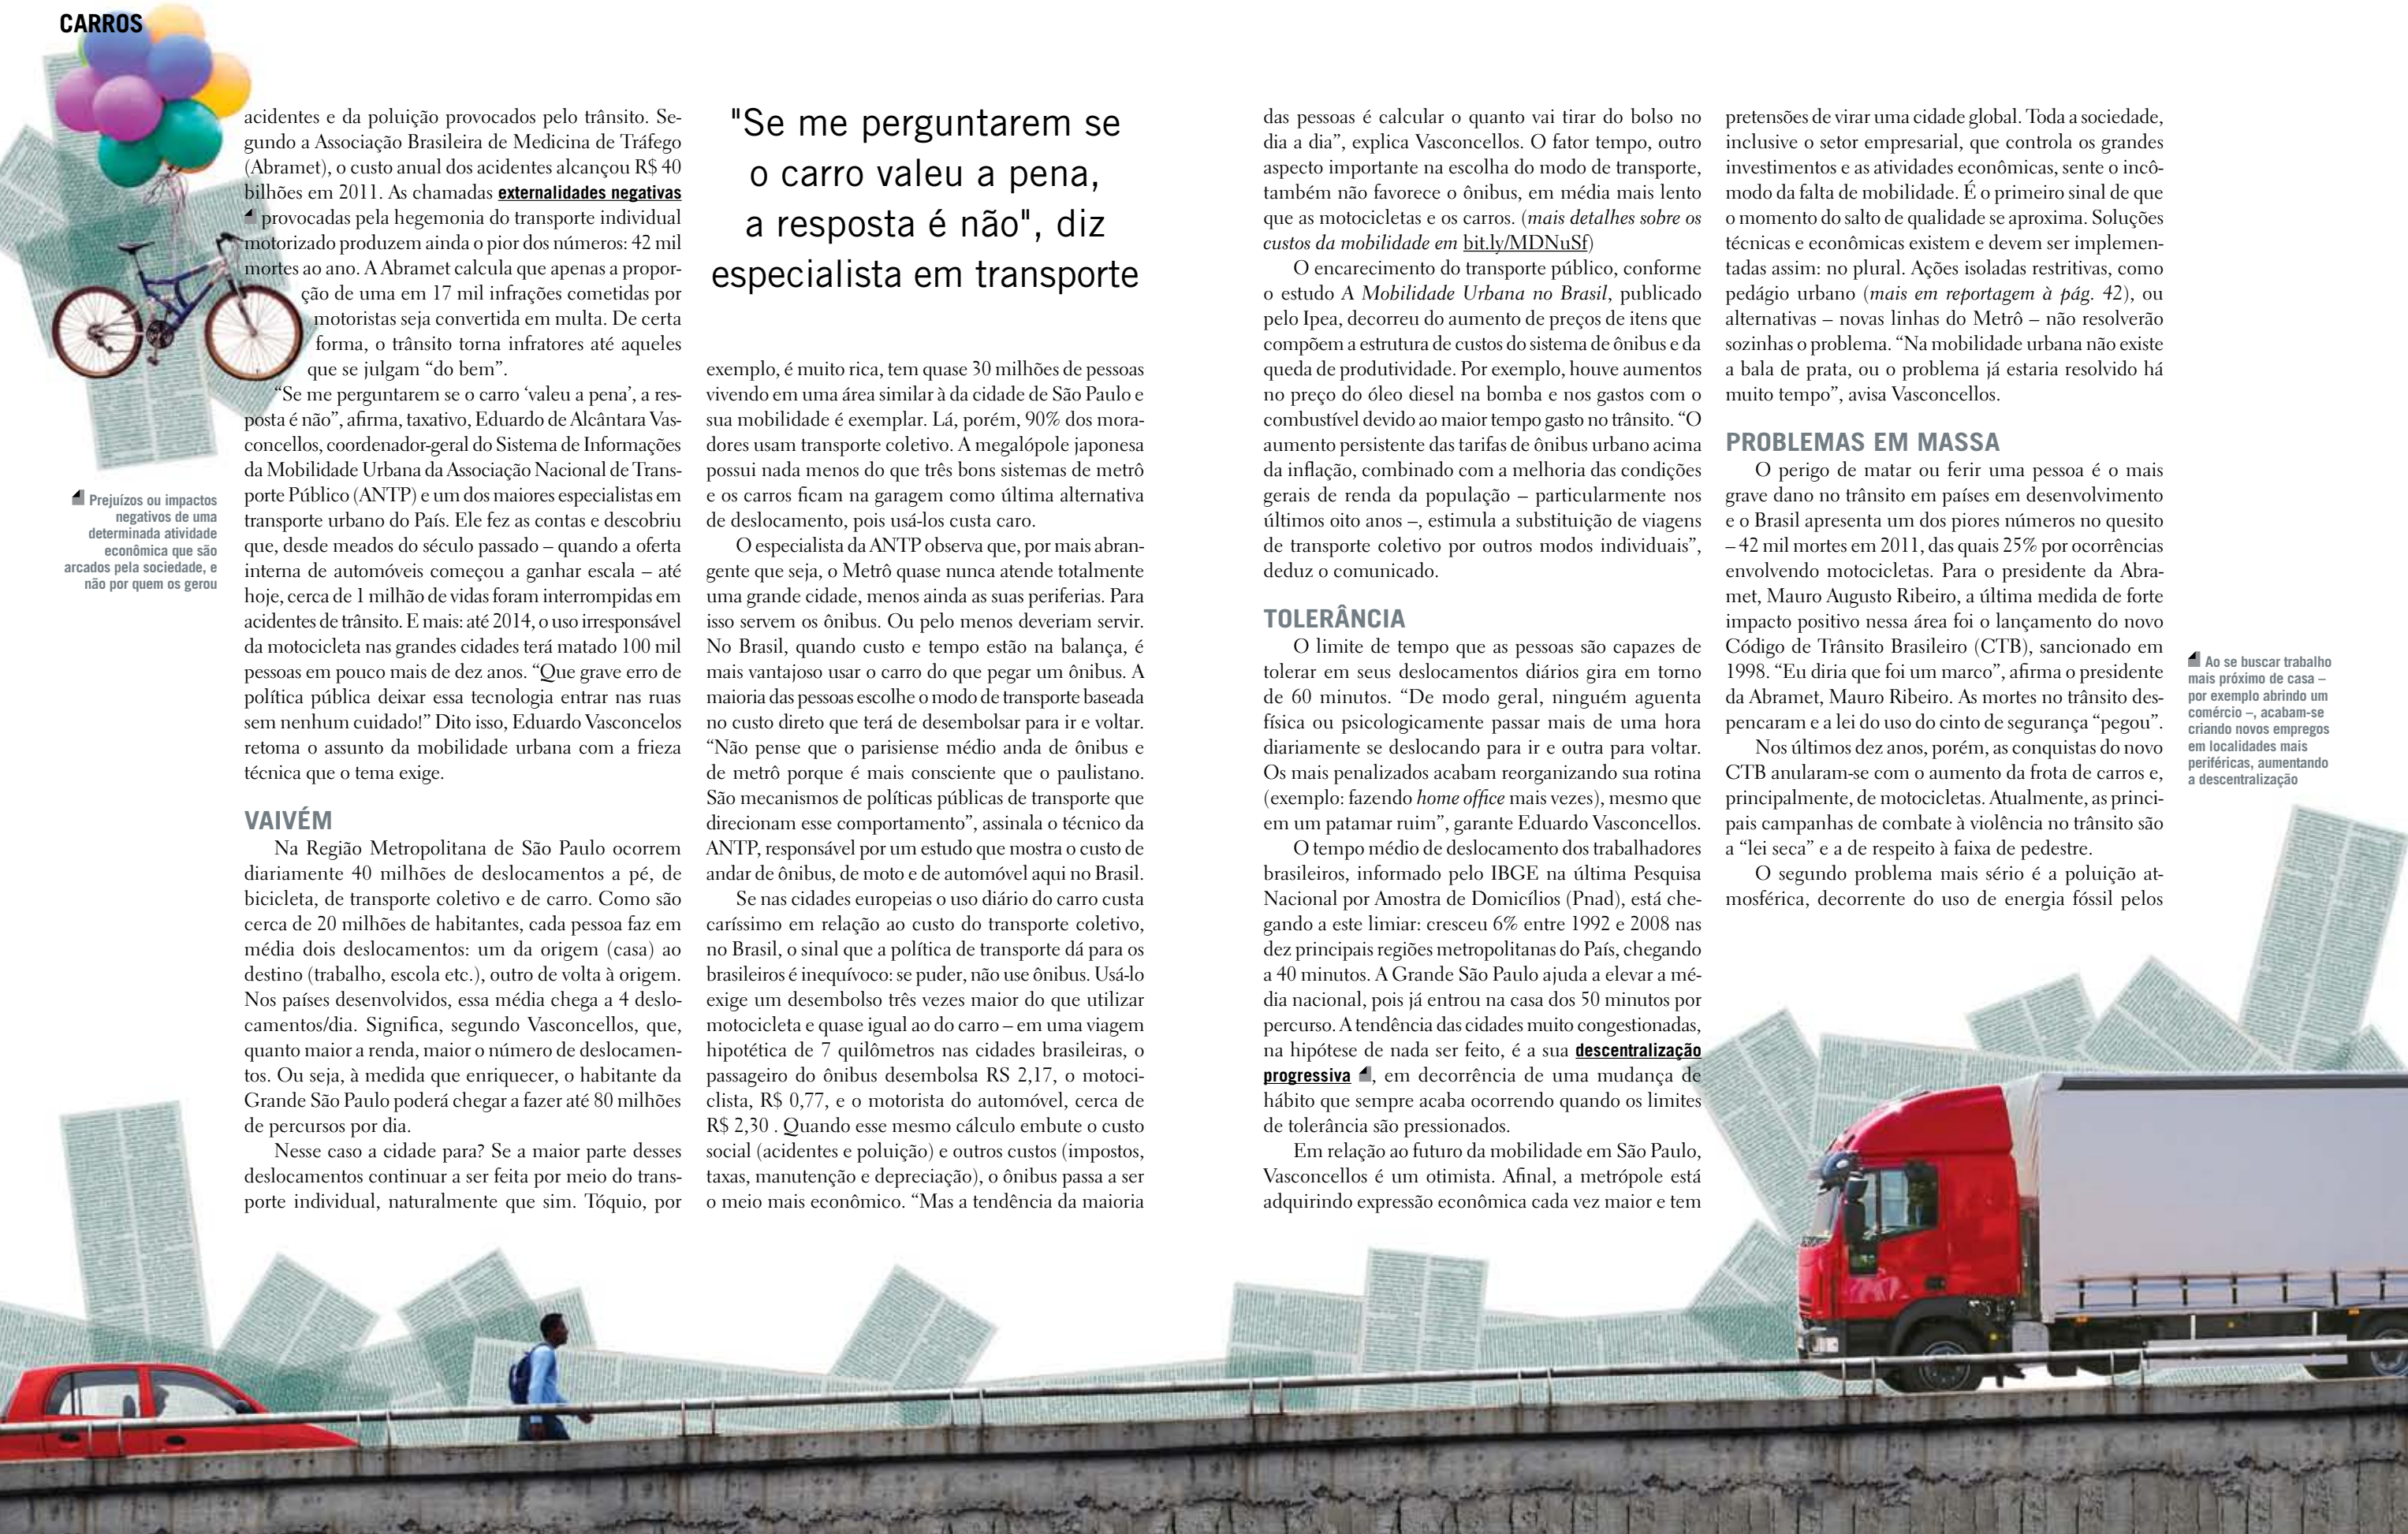 CARROS
acidentes e da poluição provocados pelo trânsito. Se-
gundo a Associação Brasileira de Medicina de Tráfego
(Abramet), o custo anual dos acidentes alcançou R$ 40
bilhões em 2011. As chamadas externalidades negativas
provocadas pela hegemonia do transporte individual
motorizado produzem ainda o pior dos números: 42 mil
mortes ao ano. A Abramet calcula que apenas a propor-
ção de uma em 17 mil infrações cometidas por
motoristas seja convertida em multa. De certa
forma, o trânsito torna infratores até aqueles
que se julgam “do bem”.
“Se me perguntarem se o carro ‘valeu a pena’, a res-
posta é não”, afirma, taxativo, Eduardo de Alcântara Vas-
concellos, coordenador-geral do Sistema de Informações
da Mobilidade Urbana da Associação Nacional de Trans-
porte Público (ANTP) e um dos maiores especialistas em
transporte urbano do País. Ele fez as contas e descobriu
que, desde meados do século passado – quando a oferta
interna de automóveis começou a ganhar escala – até
hoje, cerca de 1 milhão de vidas foram interrompidas em
acidentes de trânsito. E mais: até 2014, o uso irresponsável
da motocicleta nas grandes cidades terá matado 100 mil
pessoas em pouco mais de dez anos. “Que grave erro de
política pública deixar essa tecnologia entrar nas ruas
sem nenhum cuidado!” Dito isso, Eduardo Vasconcelos
retoma o assunto da mobilidade urbana com a frieza
técnica que o tema exige.
Prejuízos ou impactos
negativos de uma
determinada atividade
econômica que são
arcados pela sociedade, e
não por quem os gerou
VAIVÉM
Na Região Metropolitana de São Paulo ocorrem
diariamente 40 milhões de deslocamentos a pé, de
bicicleta, de transporte coletivo e de carro. Como são
cerca de 20 milhões de habitantes, cada pessoa faz em
média dois deslocamentos: um da origem (casa) ao
destino (trabalho, escola etc.), outro de volta à origem.
Nos países desenvolvidos, essa média chega a 4 deslo-
camentos/dia. Significa, segundo Vasconcellos, que,
quanto maior a renda, maior o número de deslocamen-
tos. Ou seja, à medida que enriquecer, o habitante da
Grande São Paulo poderá chegar a fazer até 80 milhões
de percursos por dia.
Nesse caso a cidade para? Se a maior parte desses
deslocamentos continuar a ser feita por meio do trans-
porte individual, naturalmente que sim. Tóquio, por
"Se me perguntarem se
o carro valeu a pena,
a resposta é não", diz
especialista em transporte
exemplo, é muito rica, tem quase 30 milhões de pessoas
vivendo em uma área similar à da cidade de São Paulo e
sua mobilidade é exemplar. Lá, porém, 90% dos mora-
dores usam transporte coletivo. A megalópole japonesa
possui nada menos do que três bons sistemas de metrô
e os carros ficam na garagem como última alternativa
de deslocamento, pois usá-los custa caro.
O especialista da ANTP observa que, por mais abran-
gente que seja, o Metrô quase nunca atende totalmente
uma grande cidade, menos ainda as suas periferias. Para
isso servem os ônibus. Ou pelo menos deveriam servir.
No Brasil, quando custo e tempo estão na balança, é
mais vantajoso usar o carro do que pegar um ônibus. A
maioria das pessoas escolhe o modo de transporte baseada
no custo direto que terá de desembolsar para ir e voltar.
“Não pense que o parisiense médio anda de ônibus e
de metrô porque é mais consciente que o paulistano.
São mecanismos de políticas públicas de transporte que
direcionam esse comportamento”, assinala o técnico da
ANTP, responsável por um estudo que mostra o custo de
andar de ônibus, de moto e de automóvel aqui no Brasil.
Se nas cidades europeias o uso diário do carro custa
caríssimo em relação ao custo do transporte coletivo,
no Brasil, o sinal que a política de transporte dá para os
brasileiros é inequívoco: se puder, não use ônibus. Usá-lo
exige um desembolso três vezes maior do que utilizar
motocicleta e quase igual ao do carro – em uma viagem
hipotética de 7 quilômetros nas cidades brasileiras, o
passageiro do ônibus desembolsa RS 2,17, o motoci-
clista, R$ 0,77, e o motorista do automóvel, cerca de
R$ 2,30 . Quando esse mesmo cálculo embute o custo
social (acidentes e poluição) e outros custos (impostos,
taxas, manutenção e depreciação), o ônibus passa a ser
o meio mais econômico. “Mas a tendência da maioria
das pessoas é calcular o quanto vai tirar do bolso no
dia a dia”, explica Vasconcellos. O fator tempo, outro
aspecto importante na escolha do modo de transporte,
também não favorece o ônibus, em média mais lento
que as motocicletas e os carros. (mais detalhes sobre os
custos da mobilidade em bit.ly/MDNuSf)
O encarecimento do transporte público, conforme
o estudo A Mobilidade Urbana no Brasil, publicado
pelo Ipea, decorreu do aumento de preços de itens que
compõem a estrutura de custos do sistema de ônibus e da
queda de produtividade. Por exemplo, houve aumentos
no preço do óleo diesel na bomba e nos gastos com o
combustível devido ao maior tempo gasto no trânsito. “O
aumento persistente das tarifas de ônibus urbano acima
da inflação, combinado com a melhoria das condições
gerais de renda da população – particularmente nos
últimos oito anos –, estimula a substituição de viagens
de transporte coletivo por outros modos individuais”,
deduz o comunicado.
TOLERÂNCIA
O limite de tempo que as pessoas são capazes de
tolerar em seus deslocamentos diários gira em torno
de 60 minutos. “De modo geral, ninguém aguenta
física ou psicologicamente passar mais de uma hora
diariamente se deslocando para ir e outra para voltar.
Os mais penalizados acabam reorganizando sua rotina
(exemplo: fazendo home office mais vezes), mesmo que
em um patamar ruim”, garante Eduardo Vasconcellos.
O tempo médio de deslocamento dos trabalhadores
brasileiros, informado pelo IBGE na última Pesquisa
Nacional por Amostra de Domicílios (Pnad), está che-
gando a este limiar: cresceu 6% entre 1992 e 2008 nas
dez principais regiões metropolitanas do País, chegando
a 40 minutos. A Grande São Paulo ajuda a elevar a mé-
dia nacional, pois já entrou na casa dos 50 minutos por
percurso. A tendência das cidades muito congestionadas,
na hipótese de nada ser feito, é a sua descentralização
progressiva , em decorrência de uma mudança de
hábito que sempre acaba ocorrendo quando os limites
de tolerância são pressionados.
Em relação ao futuro da mobilidade em São Paulo,
Vasconcellos é um otimista. Afinal, a metrópole está
adquirindo expressão econômica cada vez maior e tem
pretensões de virar uma cidade global. Toda a sociedade,
inclusive o setor empresarial, que controla os grandes
investimentos e as atividades econômicas, sente o incô-
modo da falta de mobilidade. É o primeiro sinal de que
o momento do salto de qualidade se aproxima. Soluções
técnicas e econômicas existem e devem ser implemen-
tadas assim: no plural. Ações isoladas restritivas, como
pedágio urbano (mais em reportagem à pág. 42), ou
alternativas – novas linhas do Metrô – não resolverão
sozinhas o problema. “Na mobilidade urbana não existe
a bala de prata, ou o problema já estaria resolvido há
muito tempo”, avisa Vasconcellos.
PROBLEMAS EM MASSA
O perigo de matar ou ferir uma pessoa é o mais
grave dano no trânsito em países em desenvolvimento
e o Brasil apresenta um dos piores números no quesito
– 42 mil mortes em 2011, das quais 25% por ocorrências
envolvendo motocicletas. Para o presidente da Abra-
met, Mauro Augusto Ribeiro, a última medida de forte
impacto positivo nessa área foi o lançamento do novo
Código de Trânsito Brasileiro (CTB), sancionado em
1998. “Eu diria que foi um marco”, afirma o presidente
da Abramet, Mauro Ribeiro. As mortes no trânsito des-
pencaram e a lei do uso do cinto de segurança “pegou”.
Nos últimos dez anos, porém, as conquistas do novo
CTB anularam-se com o aumento da frota de carros e,
principalmente, de motocicletas. Atualmente, as princi-
pais campanhas de combate à violência no trânsito são
a “lei seca” e a de respeito à faixa de pedestre.
O segundo problema mais sério é a poluição at-
mosférica, decorrente do uso de energia fóssil pelos
Ao se buscar trabalho
mais próximo de casa –
por exemplo abrindo um
comércio –, acabam-se
criando novos empregos
em localidades mais
periféricas, aumentando
a descentralização